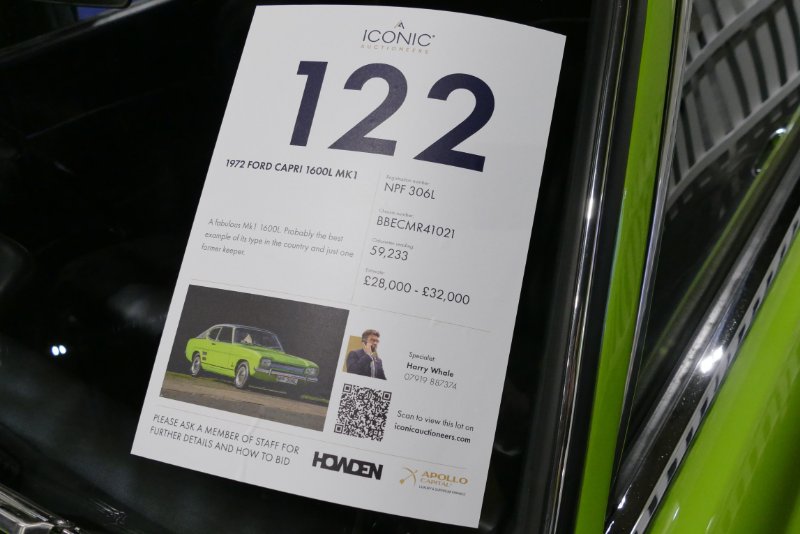 ICONIC
AUCTIONEERS
122
1972 FORD CAPRI 1600L MK1
A fabulous Mk1 1600L. Probably the best
example of its type in the country and just one
former keeper.
Registration number
NPF 306L
Chassis number
BBECMR41021
Odometer reading
59,233
Estimate
£28,000 - £32,000
Specialist
Harry Whale
07919 887374
Scan to view this lot on
iconicauctioneers.com
PLEASE ASK A MEMBER OF STAFF FOR
FURTHER DETAILS AND HOW TO BID
HOWDEN
APOLLO
CAPITAL